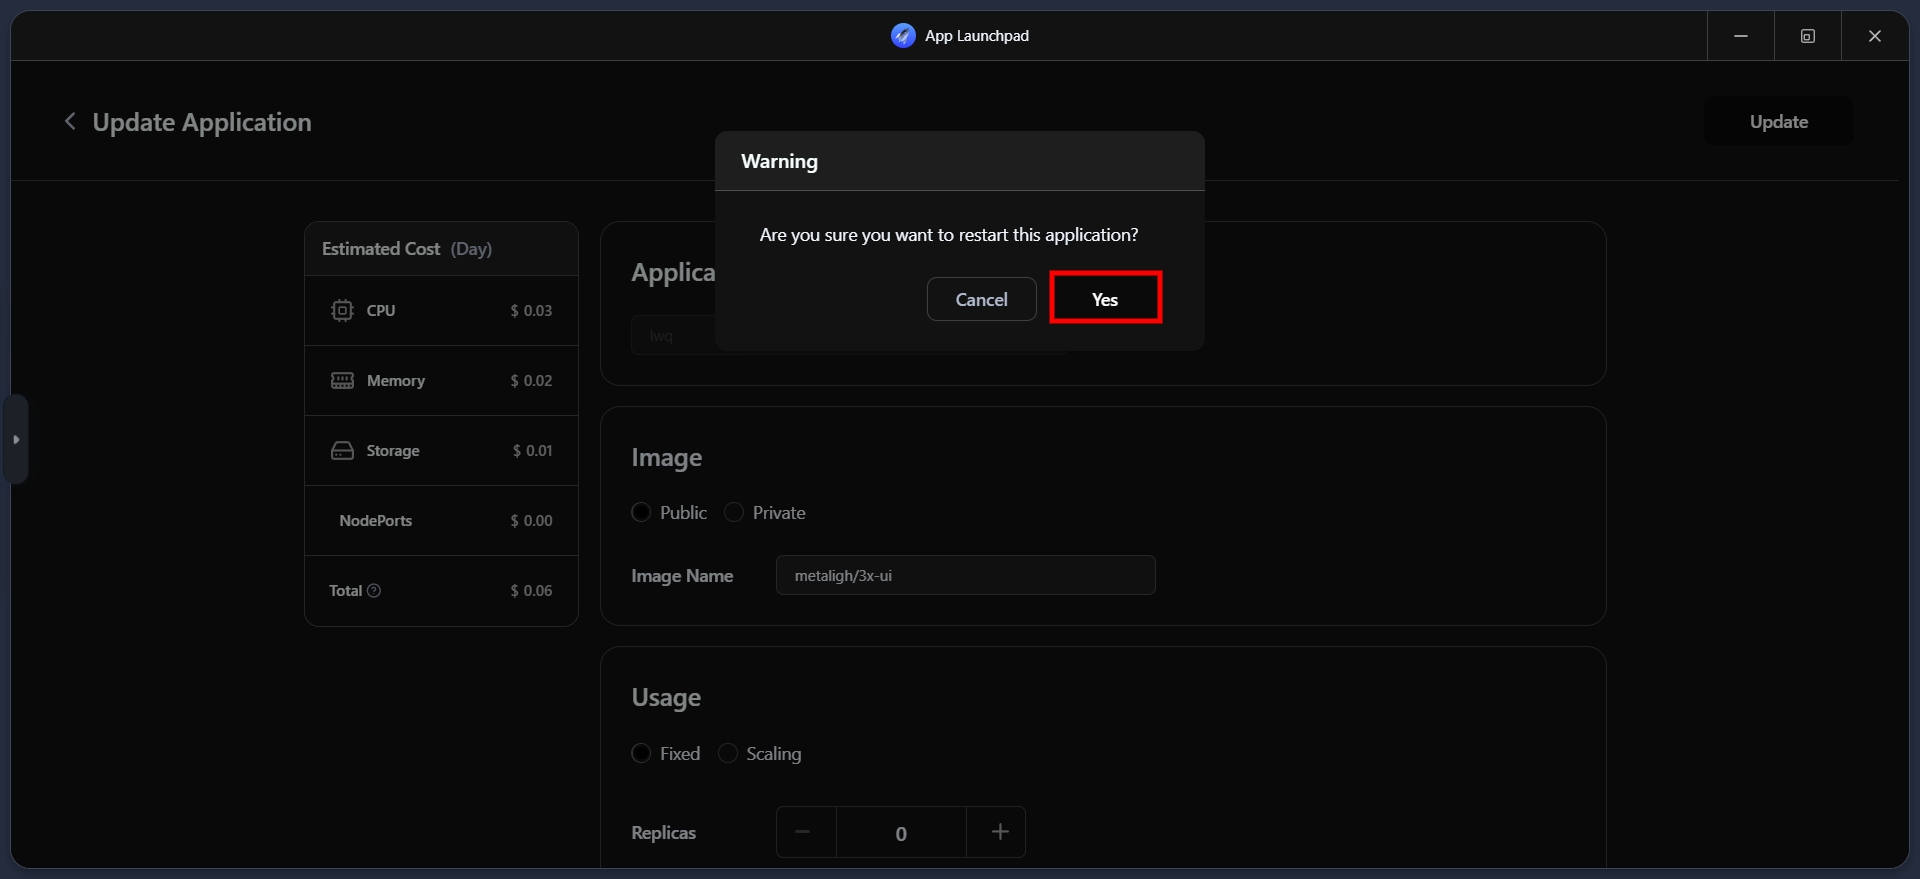 App Launchpad
Update Application
Update
Warning
Are you sure you want to restart this application?
Cancel
Yes
Estimated Cost (Day)
CPU $ 0.03
Memory $ 0.02
Storage $ 0.01
NodePorts $ 0.00
Total $ 0.06
Applica
lwq
Image
Public Private
Image Name metaligh/3x-ui
Usage
Fixed Scaling
Replicas 0